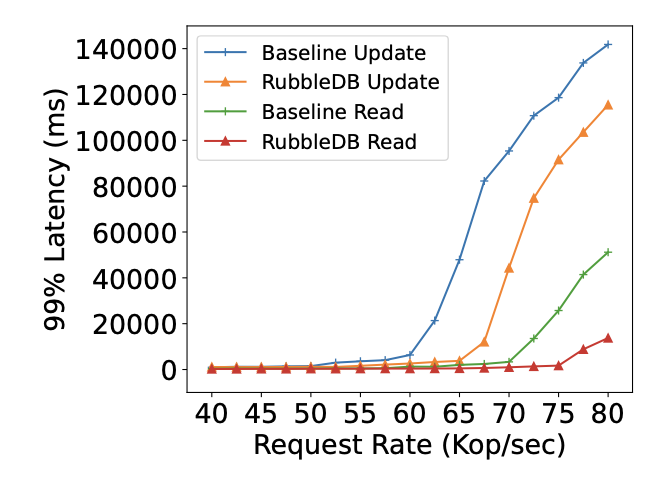 99% Latency (ms)
140000
120000
100000
80000
60000
40000
20000
0
Baseline Update
RubbleDB Update
Baseline Read
RubbleDB Read
40 45 50 55 60 65 70 75 80
Request Rate (Kop/sec)